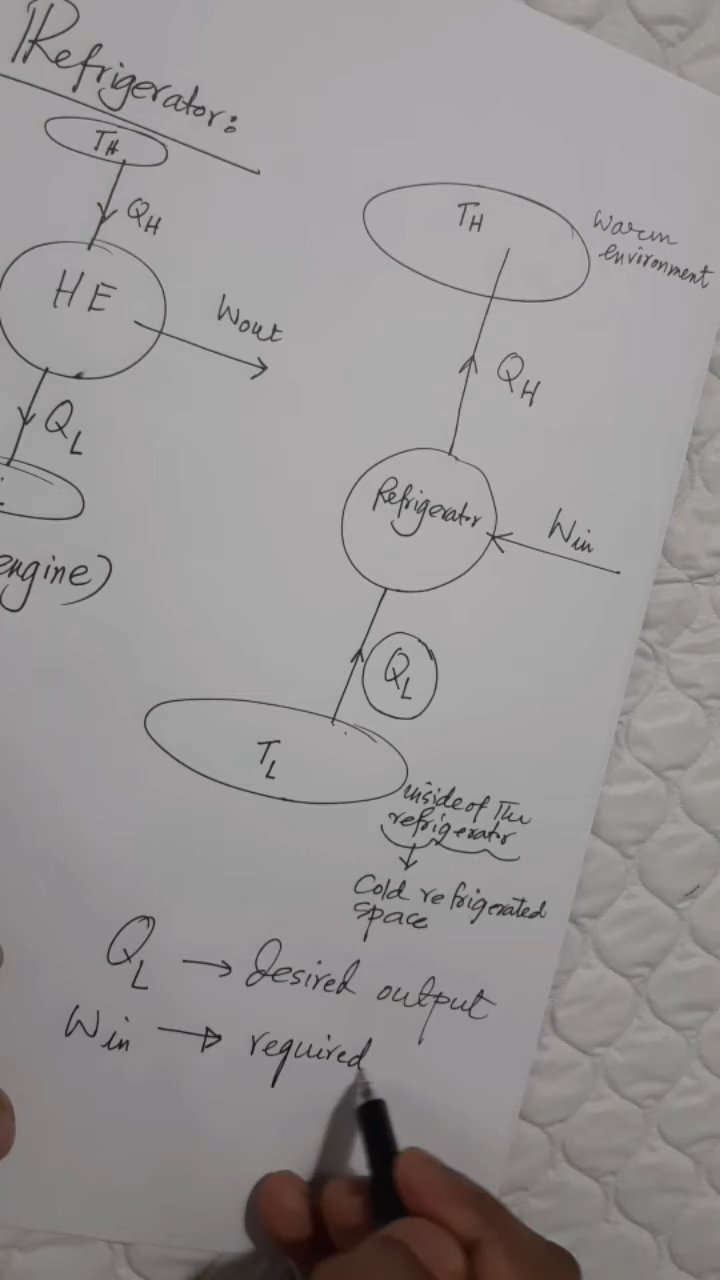 Refrigerator:
TH
QH
HE
Wout
QL
engine)
TH
Warm
environment
QH
Refrigerator
Win
QL
TL
inside of the
refrigerator
Cold refrigerated
space
QL → desired output
Win → required